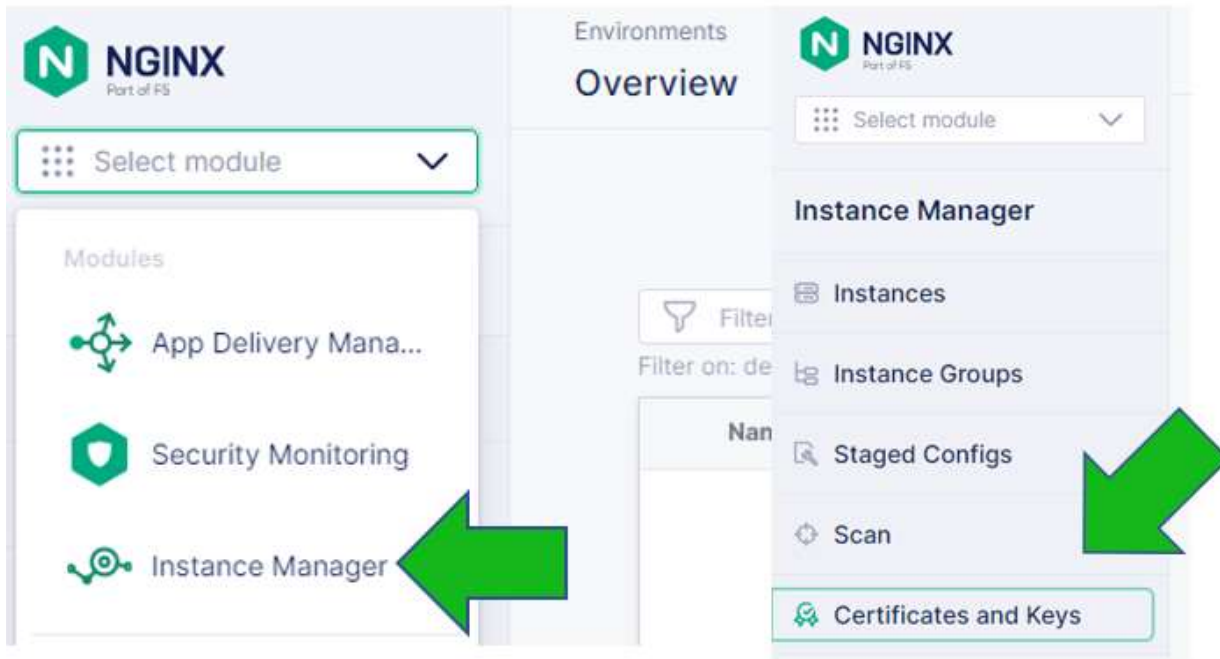 NGINX
Part of F5
Select module
Modules
App Delivery Mana...
Security Monitoring
Instance Manager
Environments
Overview
Filter
Filter on: de
Nan
NGINX
Part of F5
Select module
Instance Manager
Instances
Instance Groups
Staged Configs
Scan
Certificates and Keys